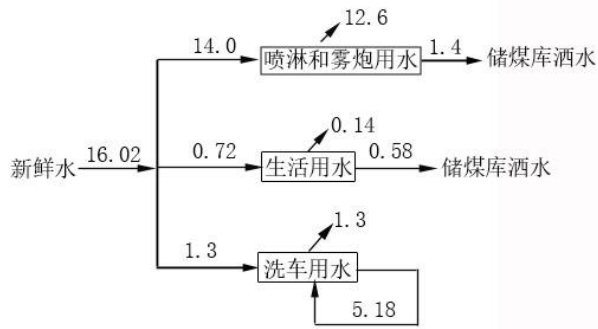 12.6
14.0
喷淋和雾炮用水
1.4
储煤库洒水
0.14
新鲜水
16.02
0.72
生活用水
0.58
储煤库洒水
1.3
1.3
洗车用水
5.18